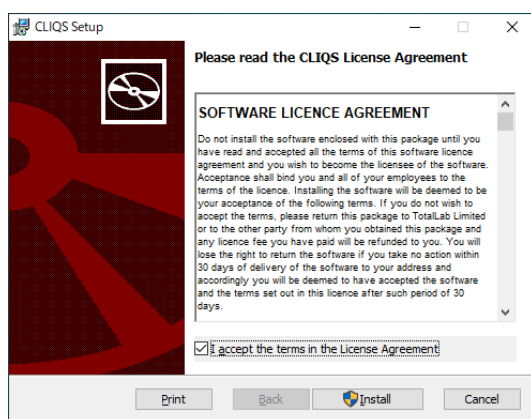 CLIQS Setup
Please read the CLIQS License Agreement
SOFTWARE LICENCE AGREEMENT
Do not install the software enclosed with this package until you
have read and accepted all the terms of this software licence
agreement and you wish to become the licensee of the software.
Acceptance shall bind you and all of your employees to the
terms of the licence. Installing the software will be deemed to be
your acceptance of the following terms. If you do not wish to
accept the terms, please return this package to TotalLab Limited
or to the other party from whom you obtained this package and
any licence fee you have paid will be refunded to you. You will
lose the right to return the software if you take no action within
30 days of delivery of the software to your address and
accordingly you will be deemed to have accepted the software
and the terms set out in this licence after such period of 30
days.
I accept the terms in the License Agreement
Print Back Install Cancel